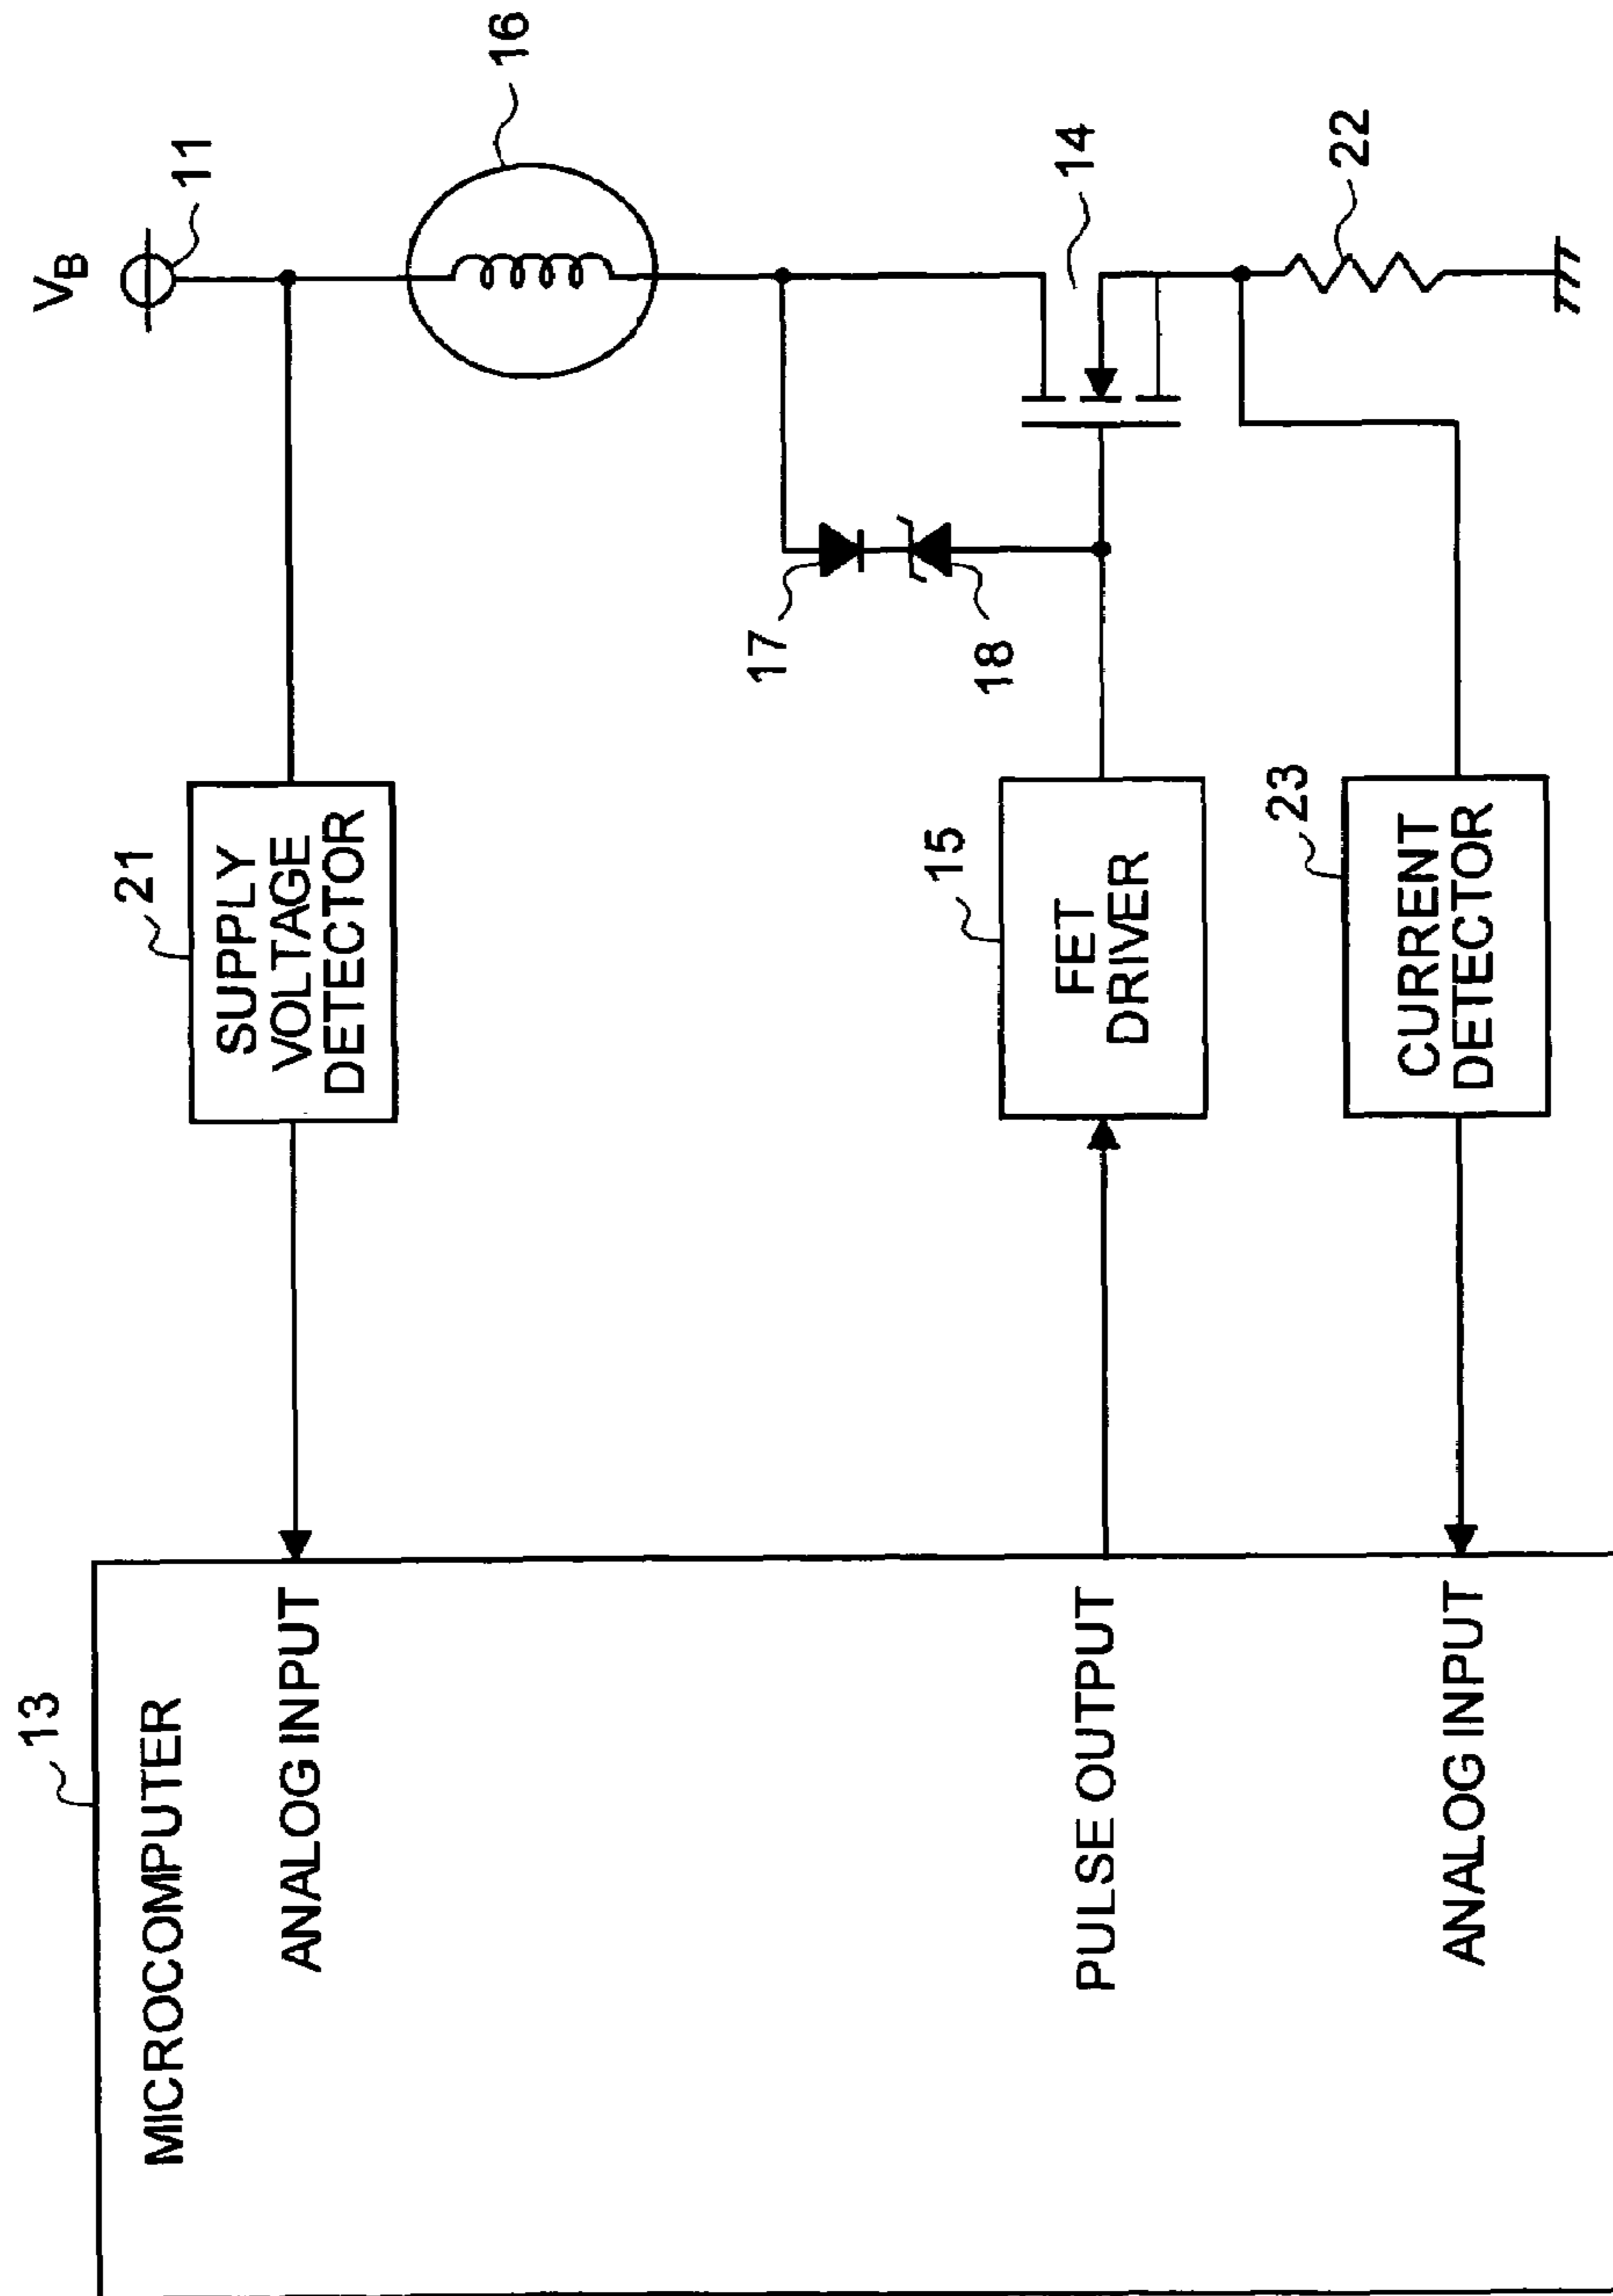 13
MICROCOMPUTER
ANALOG INPUT
PULSE OUTPUT
ANALOG INPUT
21
SUPPLY
VOLTAGE
DETECTOR
15
FET
DRIVER
23
CURRENT
DETECTOR
17
18
VB
11
16
14
22